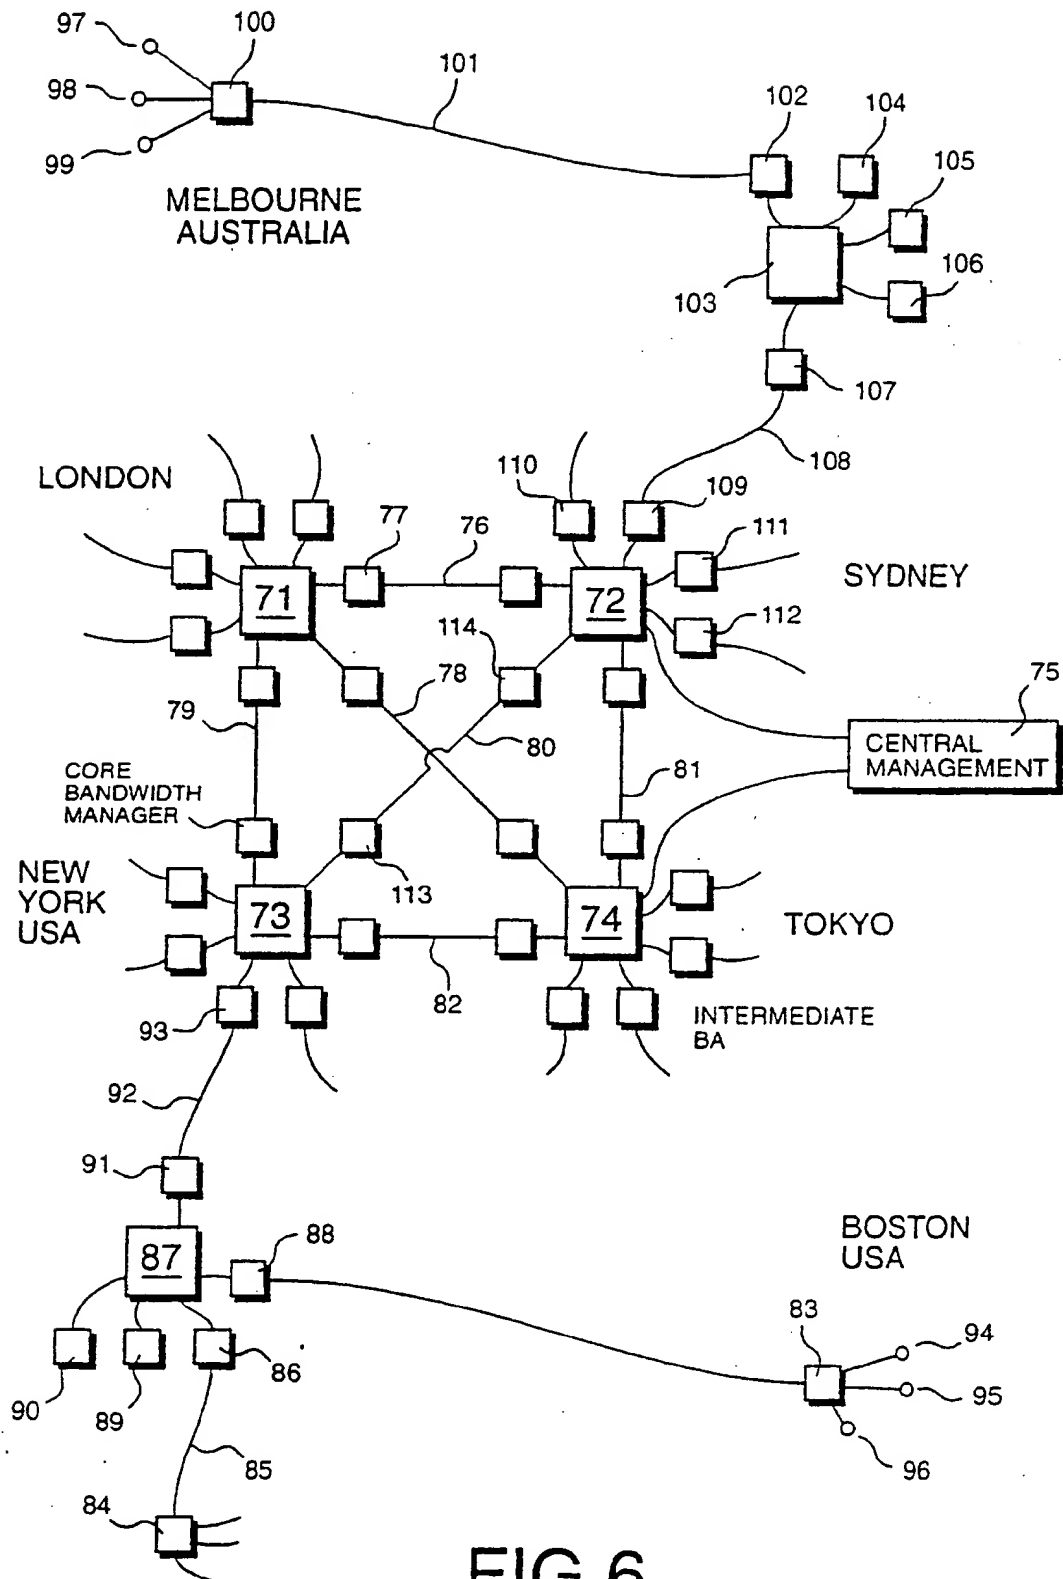 97
100
98
101
102
104
99
105
MELBOURNE
AUSTRALIA
106
103
107
108
LONDON
110
109
77
76
111
71
72
SYDNEY
114
78
112
75
79
80
CENTRAL
MANAGEMENT
81
CORE
BANDWIDTH
MANAGER
113
NEW
YORK
USA
73
74
TOKYO
82
93
INTERMEDIATE
BA
92
91
88
BOSTON
USA
87
83
94
86
95
90
89
96
85
84
FIG 6